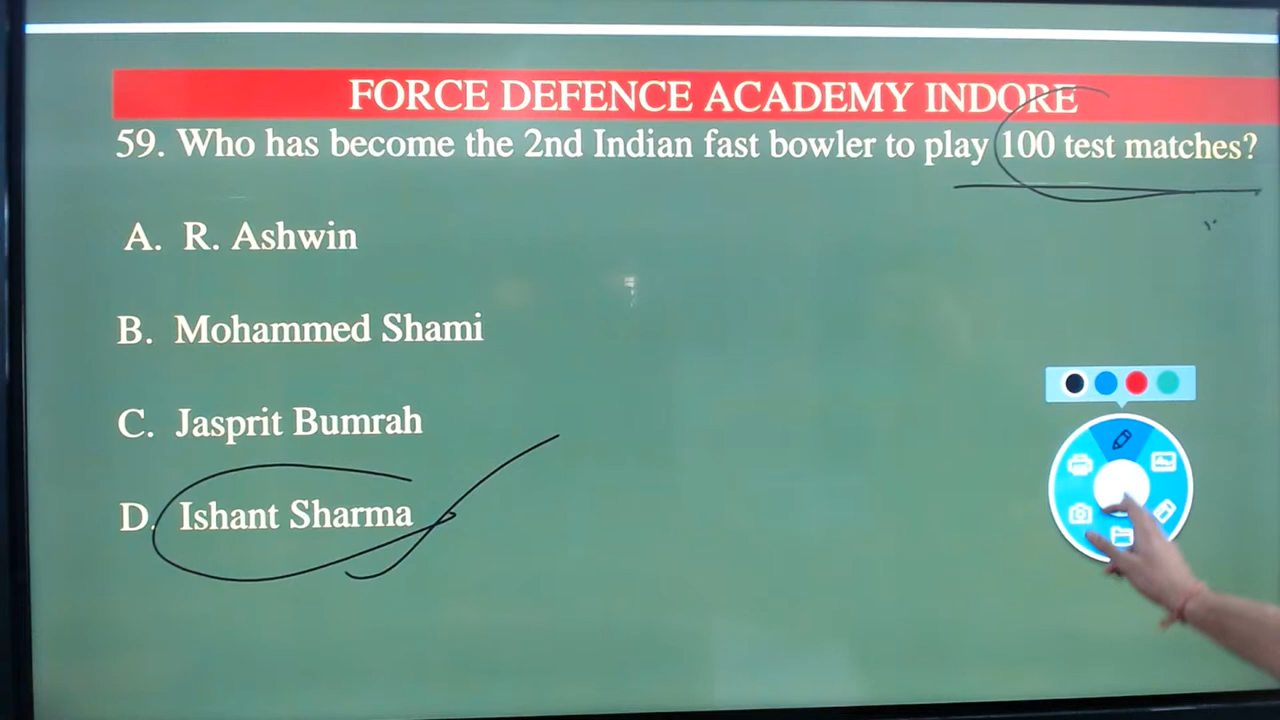 FORCE DEFENCE ACADEMY INDORE
59. Who has become the 2nd Indian fast bowler to play 100 test matches?
A. R. Ashwin
B. Mohammed Shami
C. Jasprit Bumrah
D. Ishant Sharma